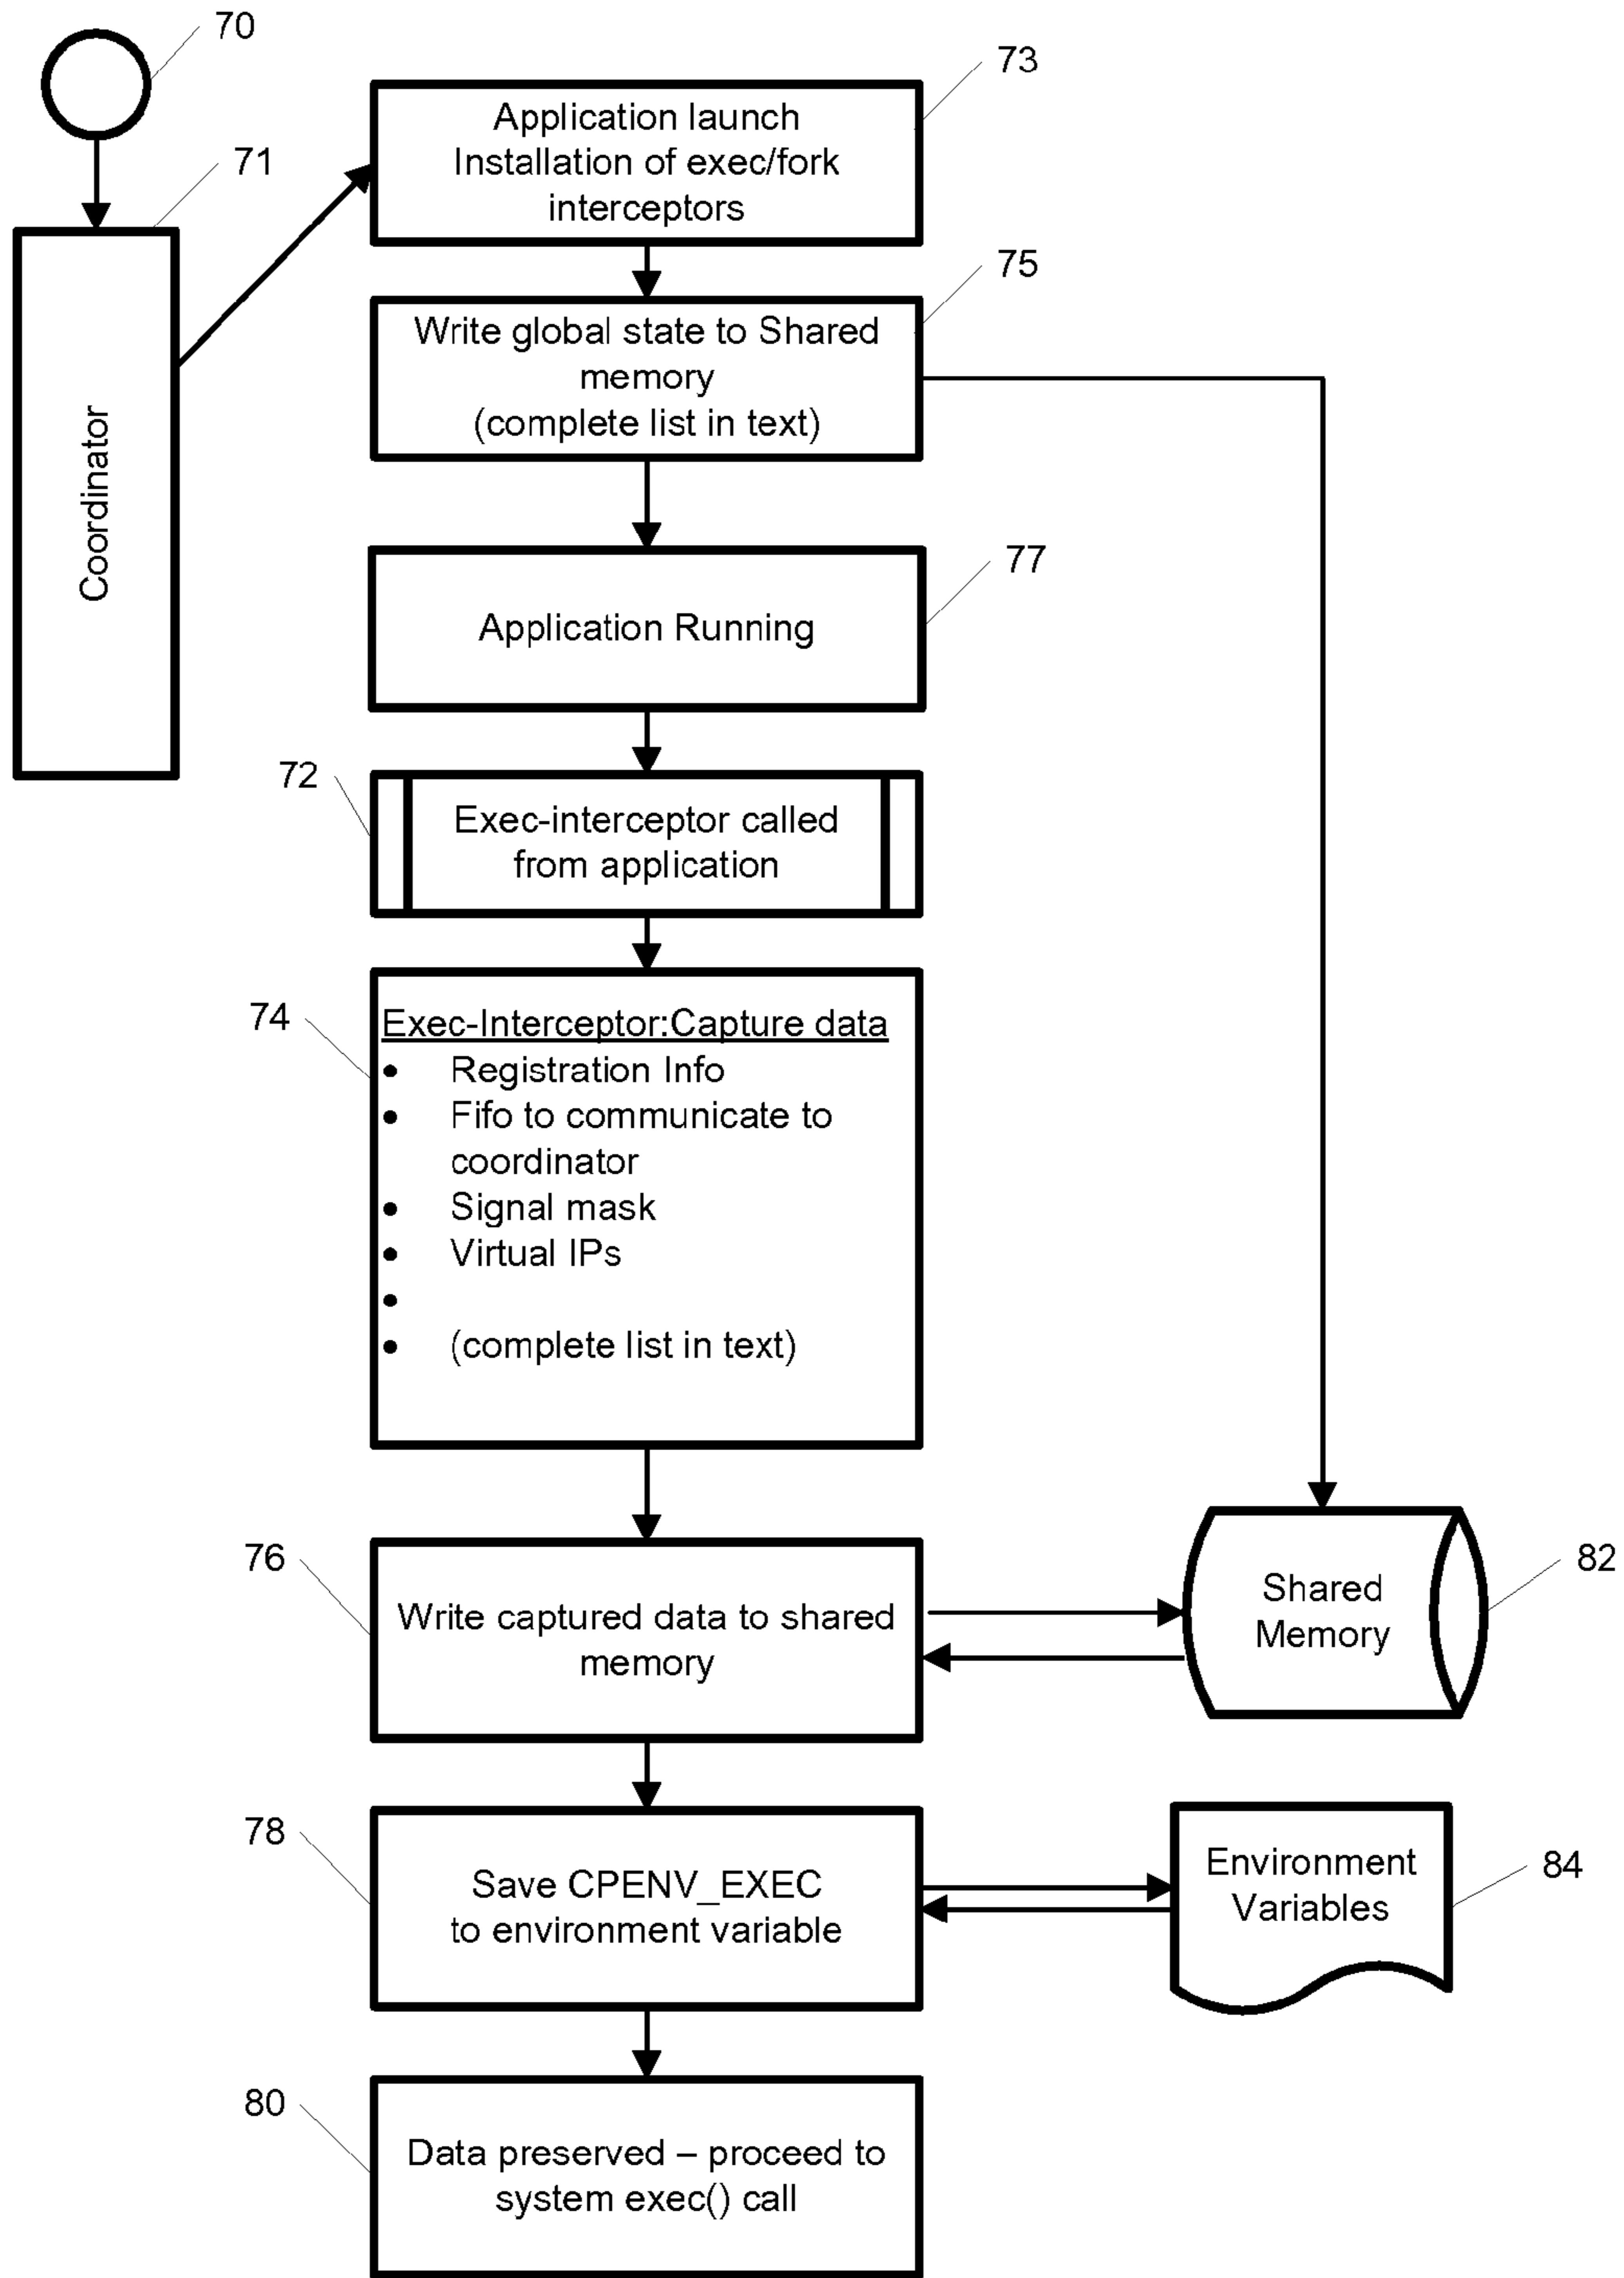 70
71
Coordinator
73
Application launch
Installation of exec/fork
interceptors
75
Write global state to Shared
memory
(complete list in text)
77
Application Running
72
Exec-interceptor called
from application
74
Exec-Interceptor:Capture data
• Registration Info
• Fifo to communicate to
coordinator
• Signal mask
• Virtual IPs
•
• (complete list in text)
76
Write captured data to shared
memory
Shared
Memory
82
78
Save CPENV_EXEC
to environment variable
Environment
Variables
84
80
Data preserved – proceed to
system exec() call